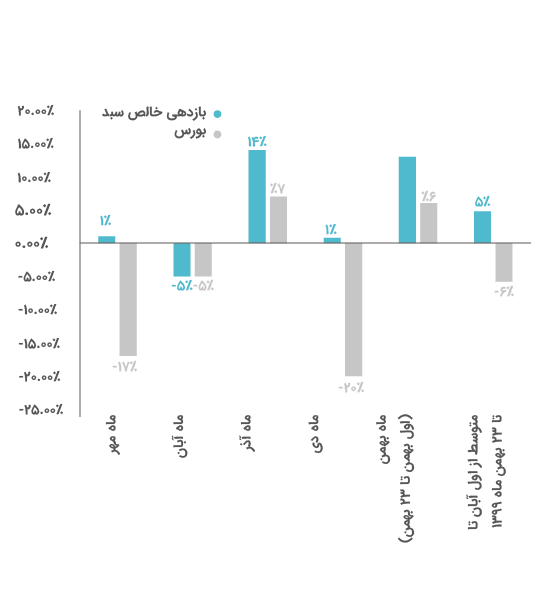 بازدهی خالص سبد
بورس
۲۰.۰۰٪
۱۵.۰۰٪
۱۰.۰۰٪
۵.۰۰٪
۰.۰۰٪
-۵.۰۰٪
-۱۰.۰۰٪
-۱۵.۰۰٪
-۲۰.۰۰٪
-۲۵.۰۰٪
۱٪
-۱۷٪
-۵٪
-۵٪
۱۴٪
٪۷
۱٪
-۲۰٪
٪۶
۵٪
-۶٪
ماه مهر
ماه آبان
ماه آذر
ماه دی
ماه بهمن
(اول بهمن تا ۲۳ بهمن)
متوسط از اول آبان تا
تا ۲۳ بهمن ماه ۱۳۹۹